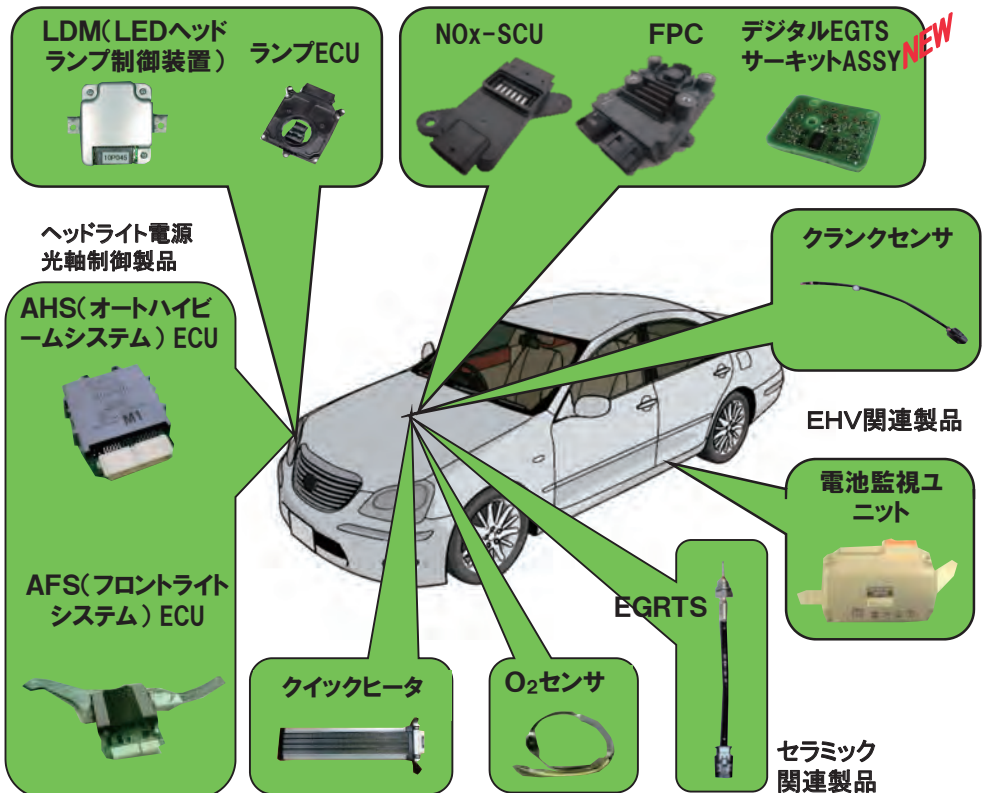 LDM(LEDヘッド
ランプ制御装置)
ランプECU
10P046
NOx-SCU
FPC
デジタルEGTS
サーキットASSY
NEW
ヘッドライト電源
光軸制御製品
AHS(オートハイビ
ームシステム)ECU
M1
クランクセンサ
EHV関連製品
電池監視ユ
ニット
AFS(フロントライト
システム)ECU
クイックヒータ
O₂センサ
EGRTS
セラミック
関連製品